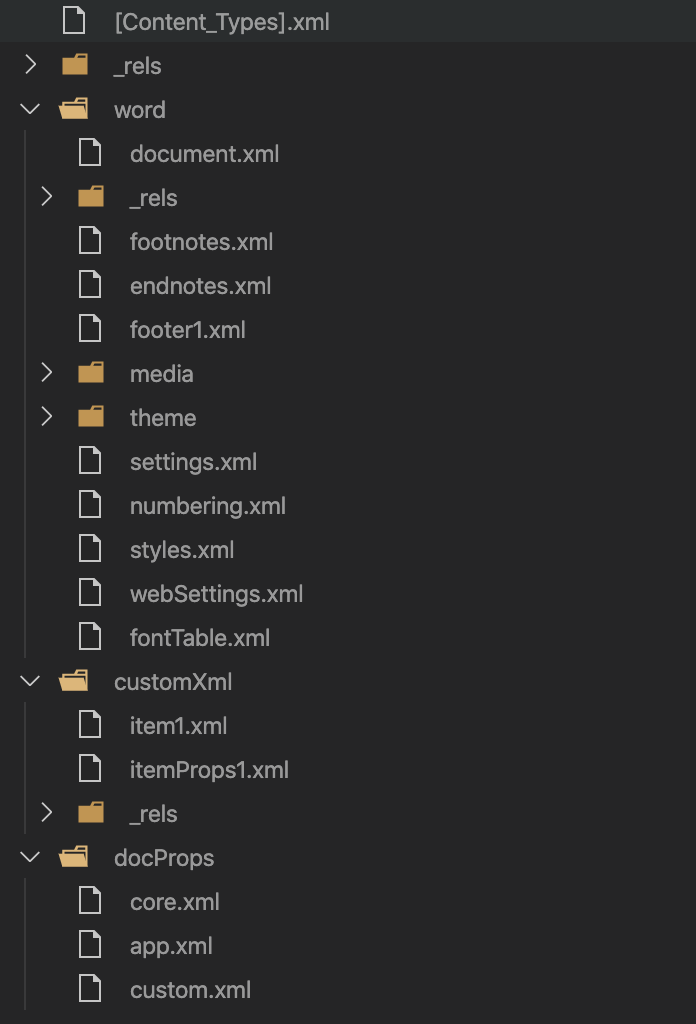 [Content_Types].xml
_rels
word
document.xml
_rels
footnotes.xml
endnotes.xml
footer1.xml
media
theme
settings.xml
numbering.xml
styles.xml
webSettings.xml
fontTable.xml
customXml
item1.xml
itemProps1.xml
_rels
docProps
core.xml
app.xml
custom.xml